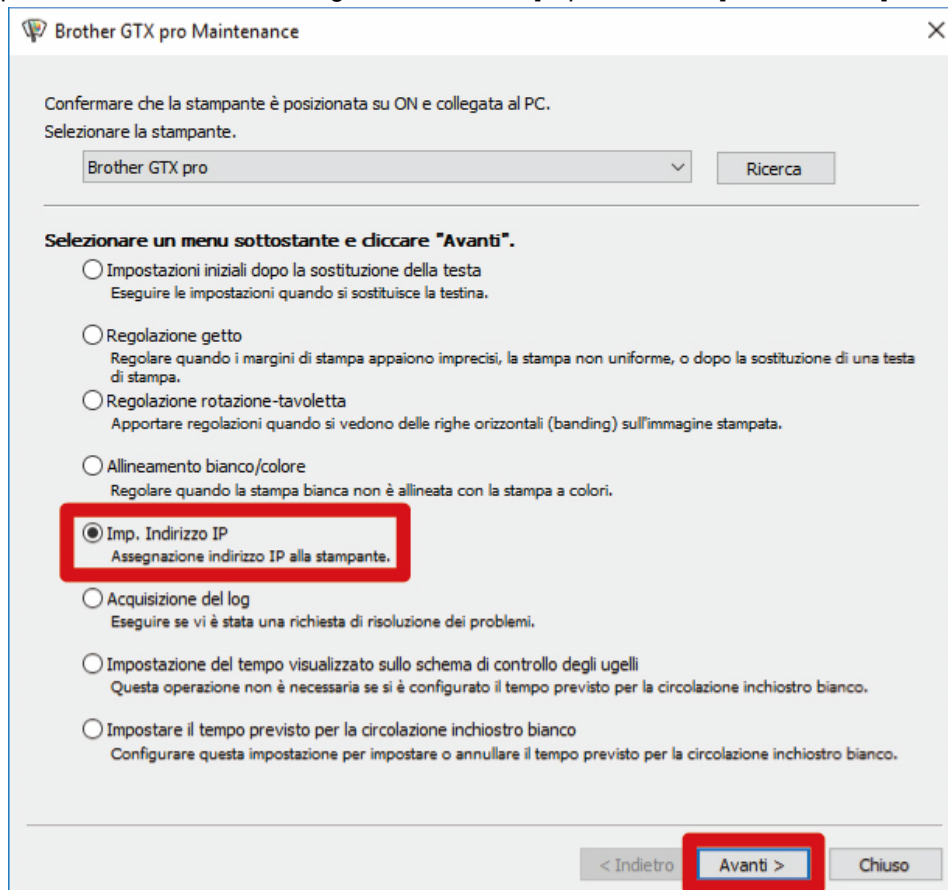 Brother GTX pro Maintenance
Confermare che la stampante è posizionata su ON e collegata al PC.
Selezionare la stampante.
Brother GTX pro
Ricerca
Selezionare un menu sottostante e cliccare "Avanti".
Impostazioni iniziali dopo la sostituzione della testa
Eseguire le impostazioni quando si sostituisce la testina.
Regolazione getto
Regolare quando i margini di stampa appaiono imprecisi, la stampa non uniforme, o dopo la sostituzione di una testa
di stampa.
Regolazione rotazione-tavoletta
Apportare regolazioni quando si vedono delle righe orizzontali (banding) sull'immagine stampata.
Allineamento bianco/colore
Regolare quando la stampa bianca non è allineata con la stampa a colori.
Imp. Indirizzo IP
Assegnazione indirizzo IP alla stampante.
Acquisizione del log
Eseguire se vi è stata una richiesta di risoluzione dei problemi.
Impostazione del tempo visualizzato sullo schema di controllo degli ugelli
Questa operazione non è necessaria se si è configurato il tempo previsto per la circolazione inchiostro bianco.
Impostare il tempo previsto per la circolazione inchiostro bianco
Configurare questa impostazione per impostare o annullare il tempo previsto per la circolazione inchiostro bianco.
< Indietro
Avanti >
Chiuso